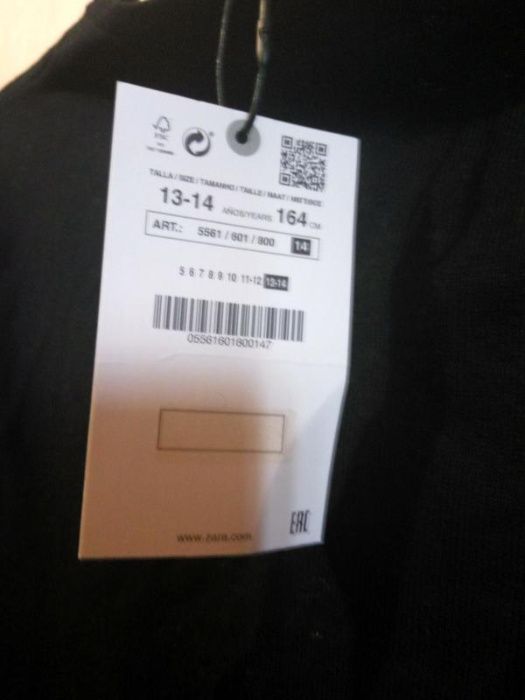 FSC
TALLA / SIZE / TAMANHO / TAILLE / MAAT /
13-14 AÑOS/YEARS 164 CM
ART.: 5561 / 601 / 800 14
5 6 7 8 9 10 11-12 13-14
05561601800147
www.zara.com
EAC